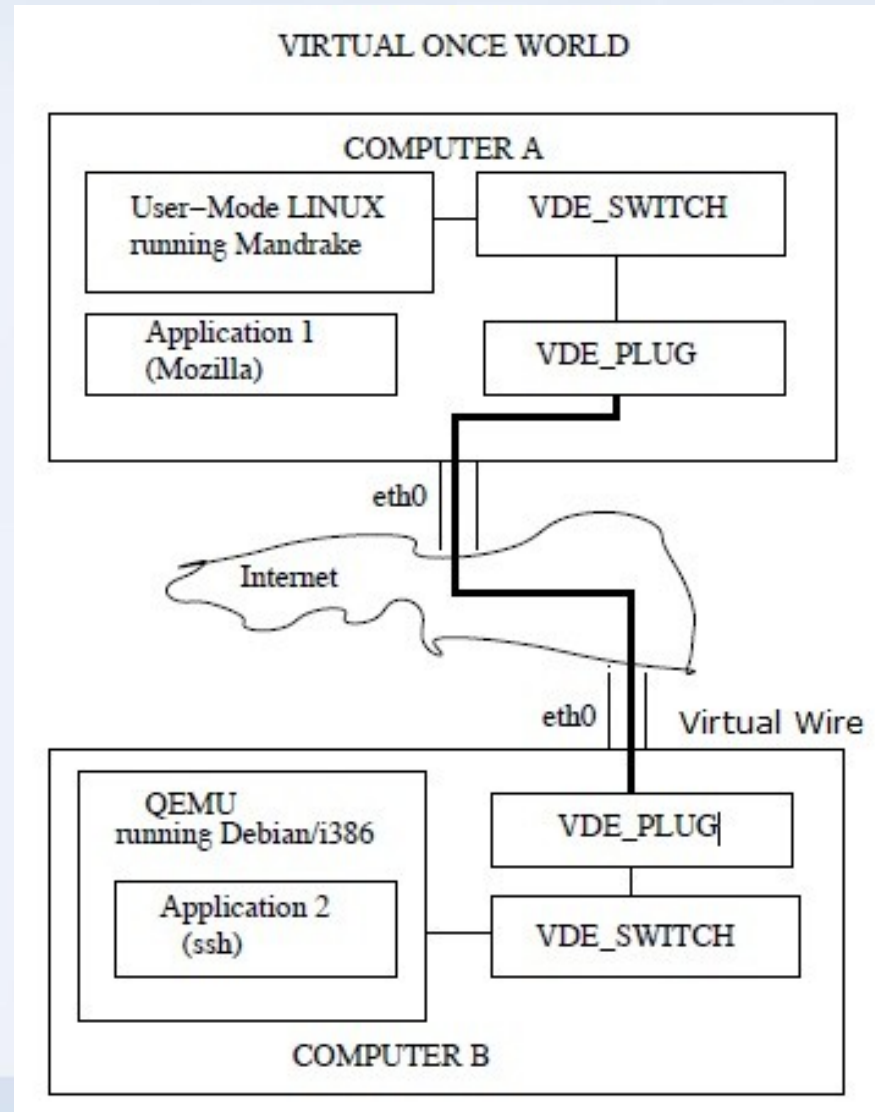 VIRTUAL ONCE WORLD
COMPUTER A
User–Mode LINUX
running Mandrake
VDE_SWITCH
Application 1
(Mozilla)
VDE_PLUG
eth0
Internet
eth0
Virtual Wire
QEMU
running Debian/i386
VDE_PLUG
Application 2
(ssh)
VDE_SWITCH
COMPUTER B